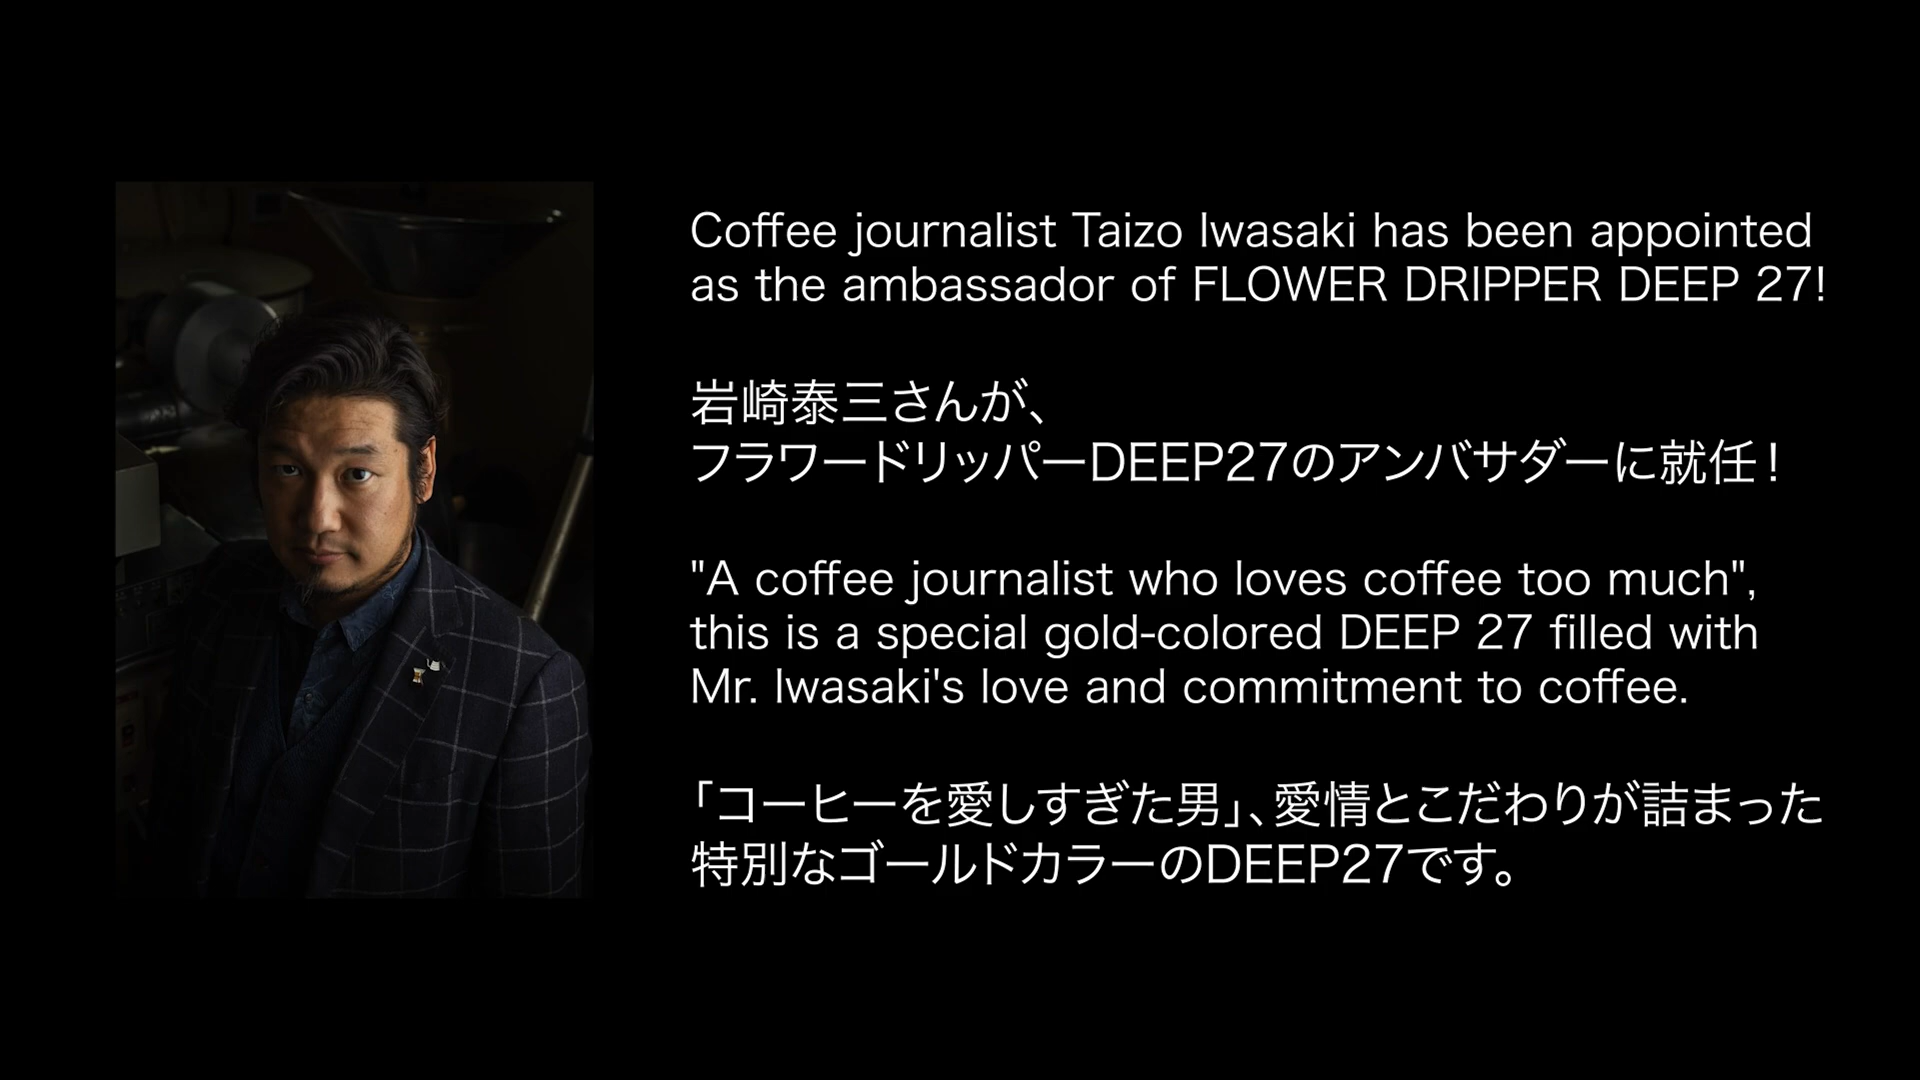 Coffee journalist Taizo Iwasaki has been appointed
as the ambassador of FLOWER DRIPPER DEEP 27!
岩崎泰三さんが、
フラワードリッパーDEEP27のアンバサダーに就任！
"A coffee journalist who loves coffee too much",
this is a special gold-colored DEEP 27 filled with
Mr. Iwasaki's love and commitment to coffee.
「コーヒーを愛しすぎた男」、愛情とこだわりが詰まった
特別なゴールドカラーのDEEP27です。